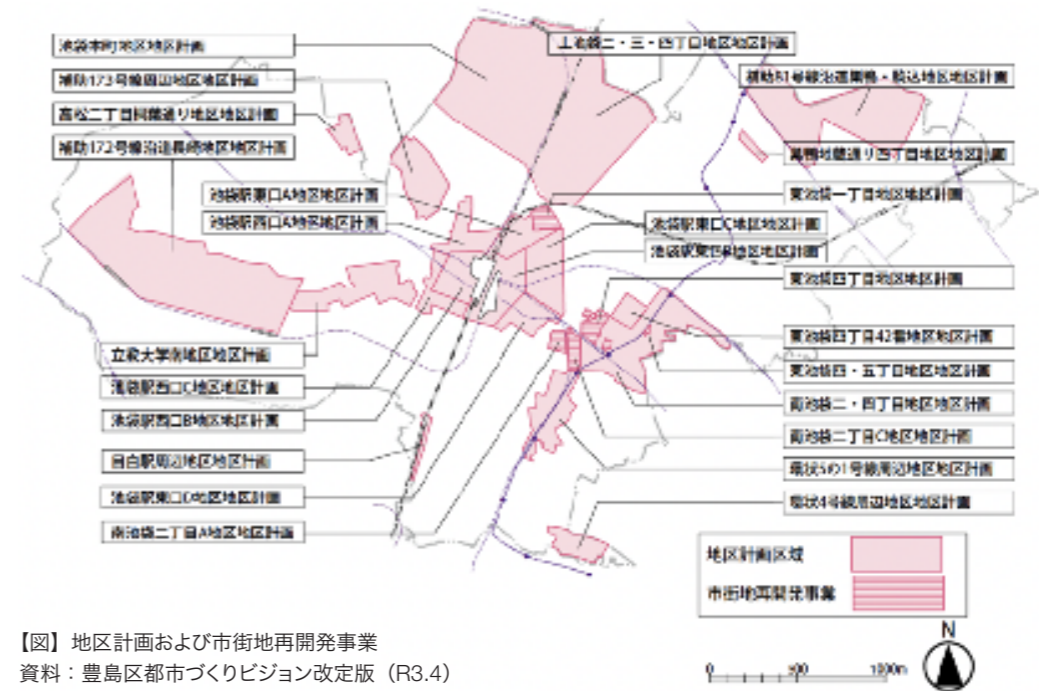 池袋本町地区地区計画
補助173号線周辺地区地区計画
高松二丁目桐葉通り地区地区計画
補助172号線沿道長崎地区地区計画
上池袋二・三・四丁目地区地区計画
補助81号線沿道巣鴨・駒込地区地区計画
巣鴨地蔵通り四丁目地区地区計画
池袋駅東口A地区地区計画
池袋駅西口A地区地区計画
東池袋一丁目地区地区計画
池袋駅東口C地区地区計画
池袋駅東口B地区地区計画
東池袋四丁目地区地区計画
東池袋四丁目42番地区地区計画
東池袋四・五丁目地区地区計画
南池袋二・四丁目地区地区計画
南池袋二丁目C地区地区計画
環状5の1号線周辺地区地区計画
環状4号線周辺地区地区計画
立教大学南地区地区計画
池袋駅西口C地区地区計画
池袋駅西口B地区地区計画
目白駅周辺地区地区計画
池袋駅東口D地区地区計画
南池袋二丁目A地区地区計画
地区計画区域
市街地再開発事業
N
0 500 1000m
【図】地区計画および市街地再開発事業
資料：豊島区都市づくりビジョン改定版（R3.4）